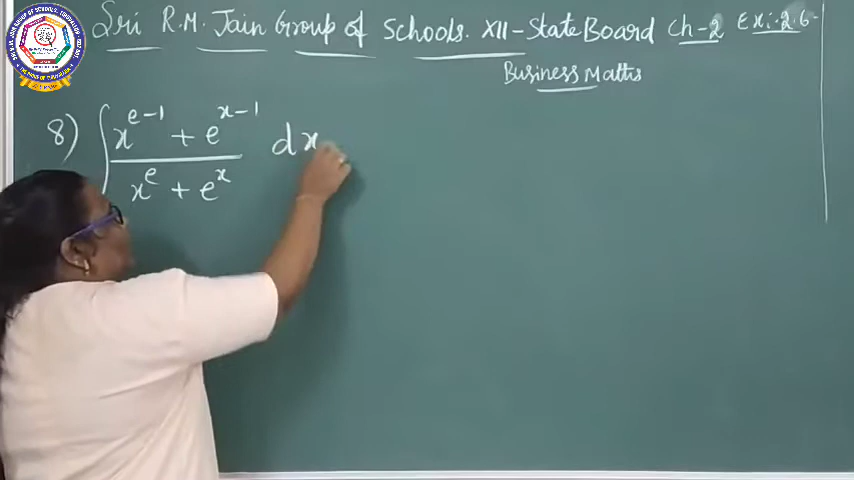 Sri R.M. Jain Group of Schools. XII - State Board Ch-2 Ex:.2.6-
Business Maths
8) ∫ x^(e-1) + e^(x-1) dx
x^e + e^x